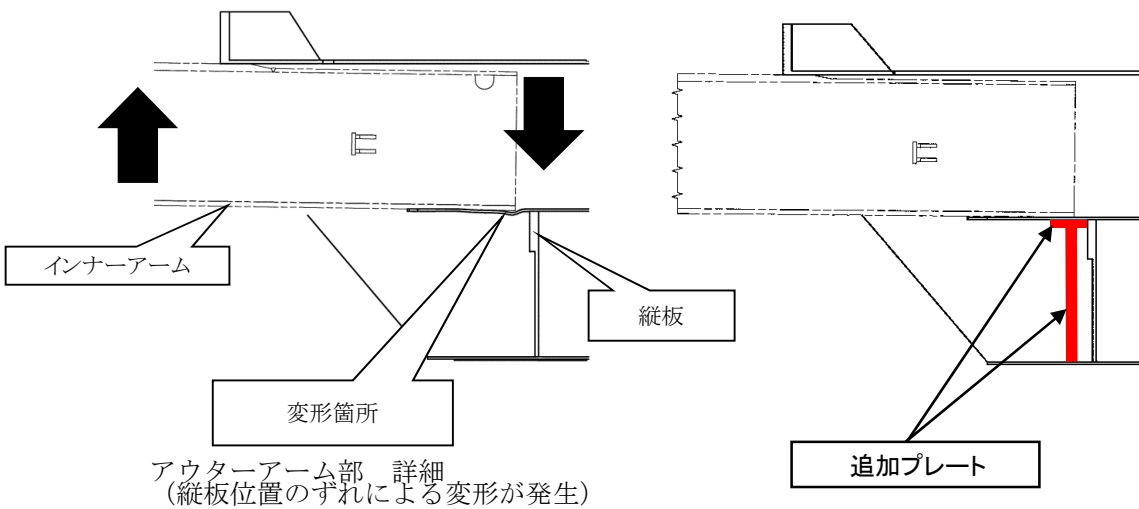 インナーアーム
縦板
変形箇所
アウターアーム部　詳細
（縦板位置のずれによる変形が発生）
追加プレート